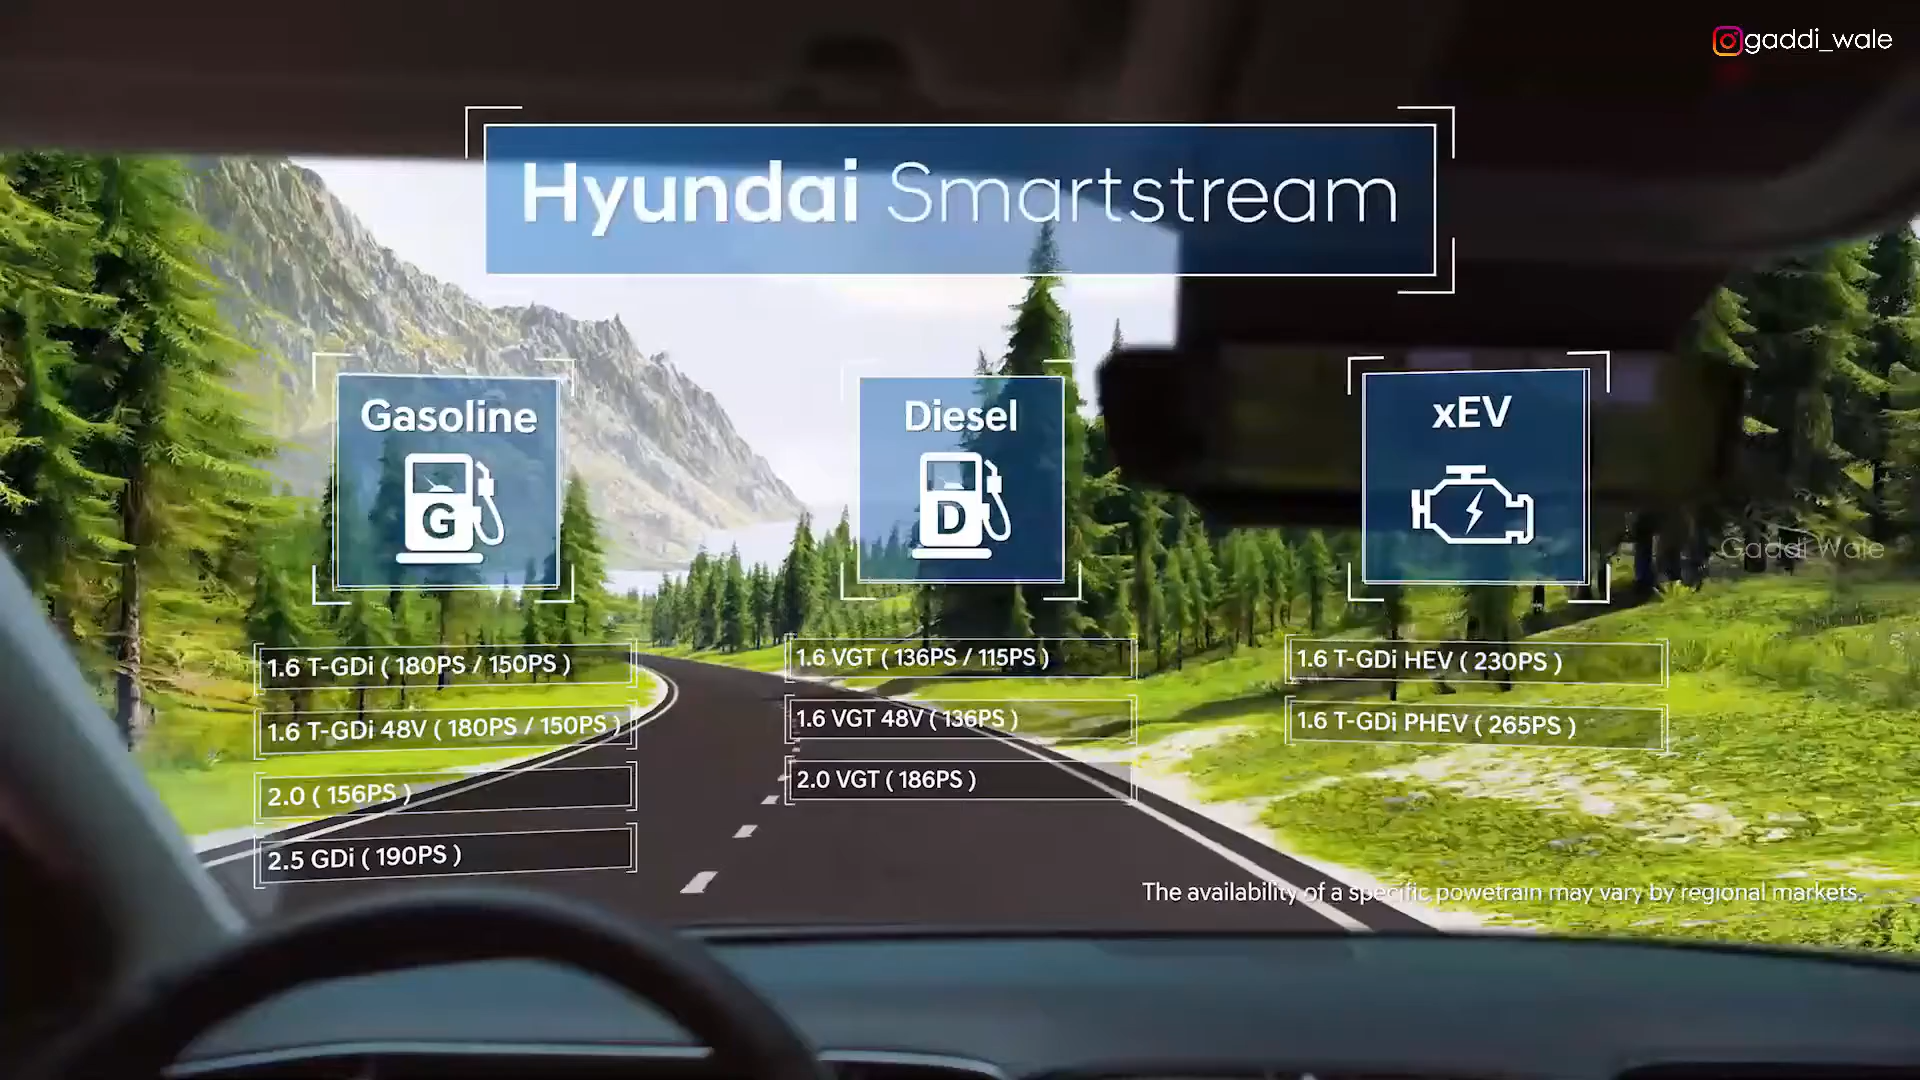 gaddi_wale
Hyundai Smartstream
Gasoline
G
1.6 T-GDi ( 180PS / 150PS )
1.6 T-GDi 48V ( 180PS / 150PS )
2.0 ( 156PS )
2.5 GDi ( 190PS )
Diesel
D
1.6 VGT ( 136PS / 115PS )
1.6 VGT 48V ( 136PS )
2.0 VGT ( 186PS )
xEV
1.6 T-GDi HEV ( 230PS )
1.6 T-GDi PHEV ( 265PS )
Gaddi Wale
The availability of a specific powetrain may vary by regional markets.